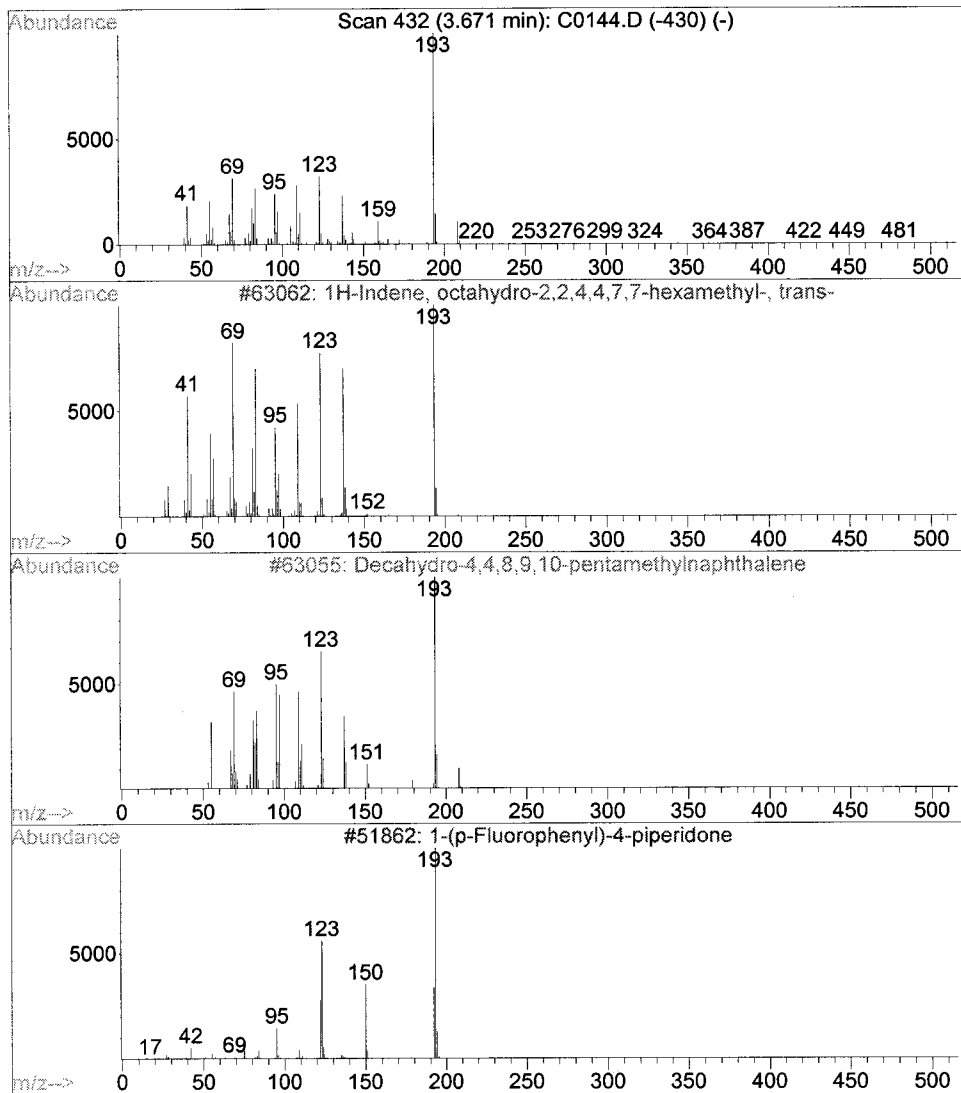 Abundance Scan 432 (3.671 min): C0144.D (-430) (-)
193
5000
41 69 95 123 159 220 253 276 299 324 364 387 422 449 481
0
0 50 100 150 200 250 300 350 400 450 500
m/z-->
Abundance #63062: 1H-Indene, octahydro-2,2,4,4,7,7-hexamethyl-, trans-
193
69 123
41
5000 95
152
0 50 100 150 200 250 300 350 400 450 500
m/z-->
Abundance #63055: Decahydro-4,4,8,9,10-pentamethylnaphthalene
193
123
69 95
5000
151
0 50 100 150 200 250 300 350 400 450 500
m/z-->
Abundance #51862: 1-(p-Fluorophenyl)-4-piperidone
193
123
5000
150
95
17 42 69
0 50 100 150 200 250 300 350 400 450 500
m/z-->